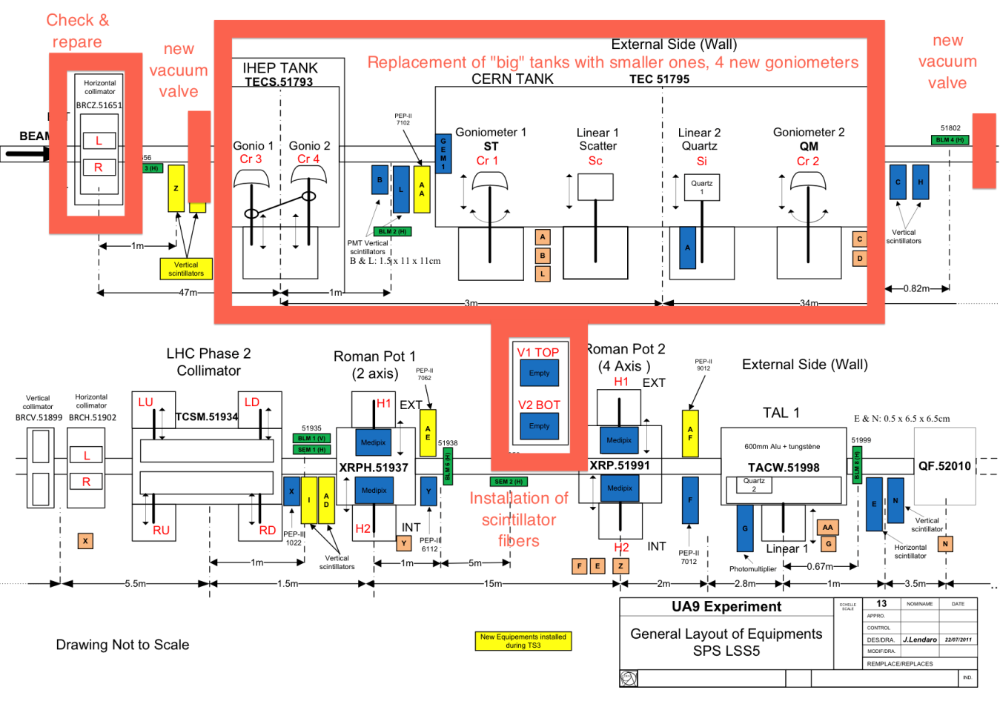 Check &
repare
new
vacuum
valve
External Side (Wall)
Replacement of "big" tanks with smaller ones, 4 new goniometers
new
vacuum
valve
IHEP TANK
TECS.51793
CERN TANK
TEC 51795
Horizontal
collimator
BRCZ.51651
L
R
BEAM
3 (H)
Z
Vertical
scintillators
1m
47m
Gonio 1
Cr 3
Gonio 2
Cr 4
PEP-II
7102
B
L
A
A
BLM 2 (H)
PMT Vertical
scintillators
B & L: 1.5 x 11 x 11cm
1m
G
E
M
1
Goniometer 1
ST
Cr 1
Linear 1
Scatter
Sc
Linear 2
Quartz
Si
Quartz
1
Goniometer 2
QM
Cr 2
A
B
L
A
C
D
3m
34m
51802
BLM 4 (H)
C
H
Vertical
scintillators
0.82m
LHC Phase 2
Collimator
Vertical
collimator
BRCV.51899
Horizontal
collimator
BRCH.51902
L
R
X
LU
LD
TCSM.51934
RU
RD
51935
BLM 1 (V)
SEM 1 (H)
X
I
A
D
PEP-II
1022
Vertical
scintillators
Roman Pot 1
(2 axis)
H1
EXT
Medipix
XRPH.51937
Medipix
H2
INT
Y
PEP-II
7062
A
E
51938
BLM 6 (H)
Y
PEP-II
6112
V1 TOP
Empty
V2 BOT
Empty
SEM 2 (H)
Installation of
scintillator
fibers
Roman Pot 2
(4 Axis )
H1
EXT
Medipix
XRP.51991
Medipix
H2
INT
F
E
Z
PEP-II
9012
A
F
F
PEP-II
7012
External Side (Wall)
TAL 1
600mm Alu + tungstène
TACW.51998
Quartz
2
G
Photomultiplier
Linear 1
AA
G
E & N: 0.5 x 6.5 x 6.5cm
51999
BLM 8 (H)
E
N
Vertical
scintillator
Horizontal
scintillator
QF.52010
N
0.67m
5.5m
1m
1.5m
1m
5m
15m
2m
2.8m
1m
3.5m
Drawing Not to Scale
New Equipements installed
during TS3
UA9 Experiment
General Layout of Equipments
SPS LSS5
ECHELLE
SCALE
13
NOM/NAME
DATE
APPRO.
CONTROL
DES/DRA.
J.Lendaro
22/07/2011
MODIF/DRA.
REMPLACE/REPLACES
IND.